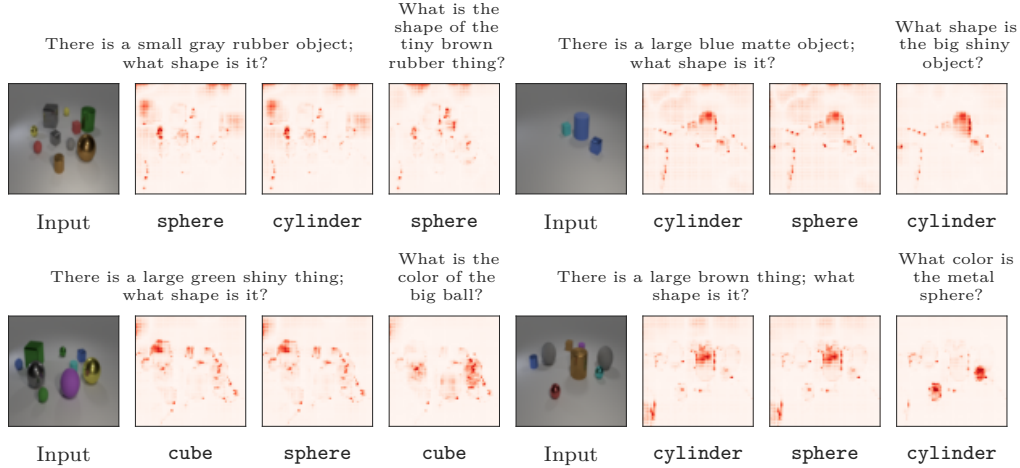 There is a small gray rubber object;
what shape is it?
What is the
shape of the
tiny brown
rubber thing?
There is a large blue matte object;
what shape is it?
What shape is
the big shiny
object?
Input
sphere
cylinder
sphere
Input
cylinder
sphere
cylinder
There is a large green shiny thing;
what shape is it?
What is the
color of the
big ball?
There is a large brown thing; what
shape is it?
What color is
the metal
sphere?
Input
cube
sphere
cube
Input
cylinder
sphere
cylinder